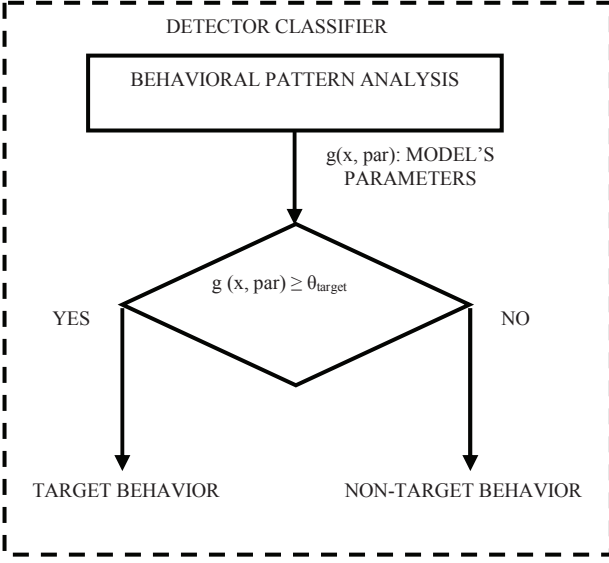 DETECTOR CLASSIFIER
BEHAVIORAL PATTERN ANALYSIS
g(x, par): MODEL'S
PARAMETERS
g (x, par) ≥ θtarget
YES
NO
TARGET BEHAVIOR
NON-TARGET BEHAVIOR